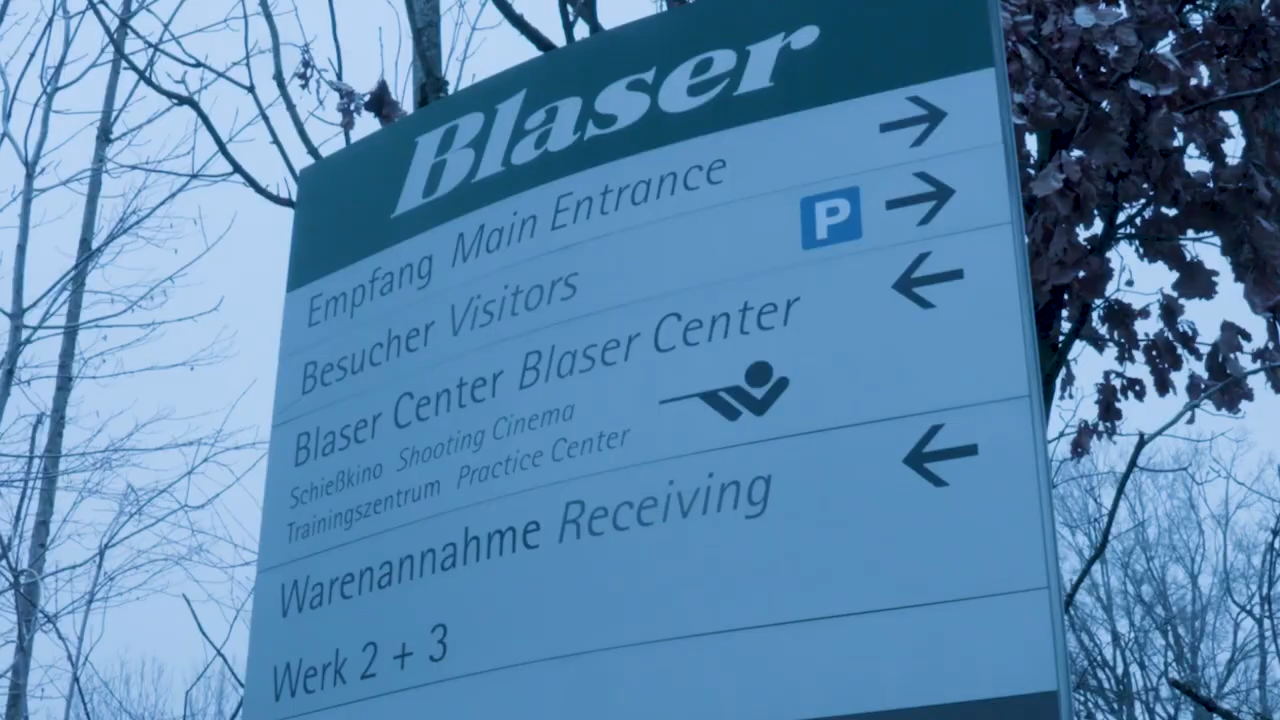 Blaser
Empfang Main Entrance
Besucher Visitors P
Blaser Center Blaser Center
Schießkino Shooting Cinema
Trainingszentrum Practice Center
Warenannahme Receiving
Werk 2 + 3